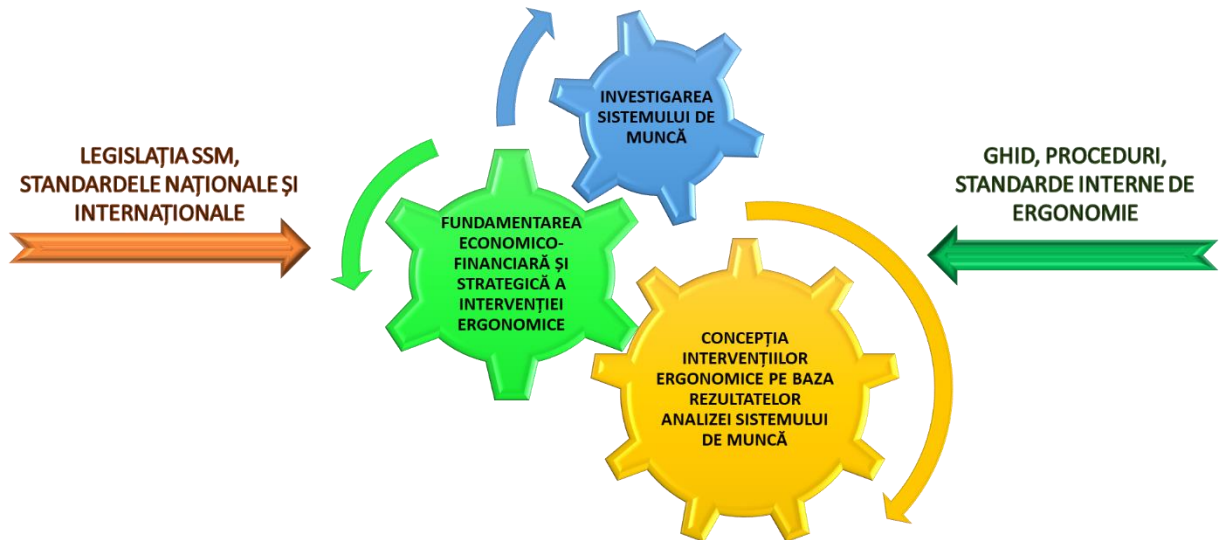 INVESTIGAREA
SISTEMULUI DE
MUNCĂ
LEGISLAȚIA SSM,
STANDARDELE NAȚIONALE ȘI
INTERNAȚIONALE
GHID, PROCEDURI,
STANDARDE INTERNE DE
ERGONOMIE
FUNDAMENTAREA
ECONOMICO-
FINANCIARĂ ȘI
STRATEGICĂ A
INTERVENȚIEI
ERGONOMICE
CONCEPȚIA
INTERVENȚIILOR
ERGONOMICE PE BAZA
REZULTATELOR
ANALIZEI SISTEMULUI
DE MUNCĂ